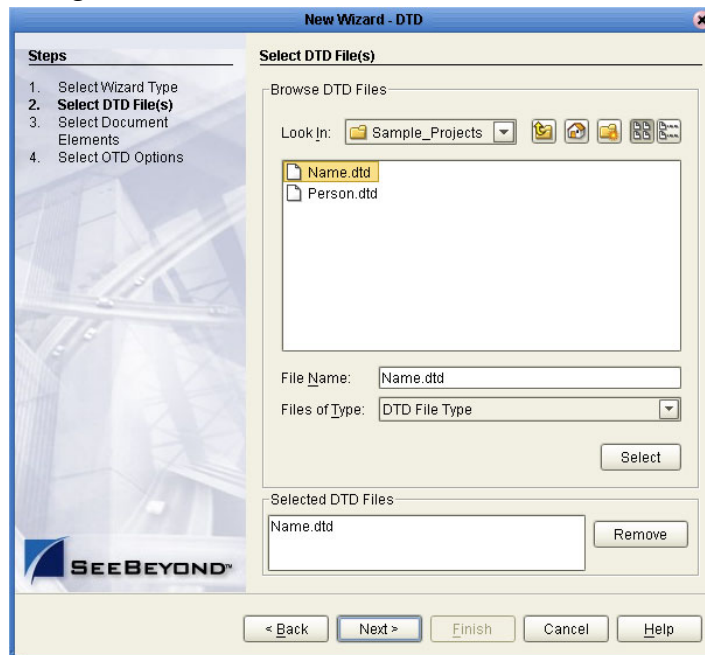 New Wizard - DTD
Steps
1. Select Wizard Type
2. Select DTD File(s)
3. Select Document
Elements
4. Select OTD Options
SEEBEYOND™
Select DTD File(s)
Browse DTD Files
Look In: Sample_Projects
Name.dtd
Person.dtd
File Name: Name.dtd
Files of Type: DTD File Type
Select
Selected DTD Files
Name.dtd
Remove
< Back Next > Finish Cancel Help